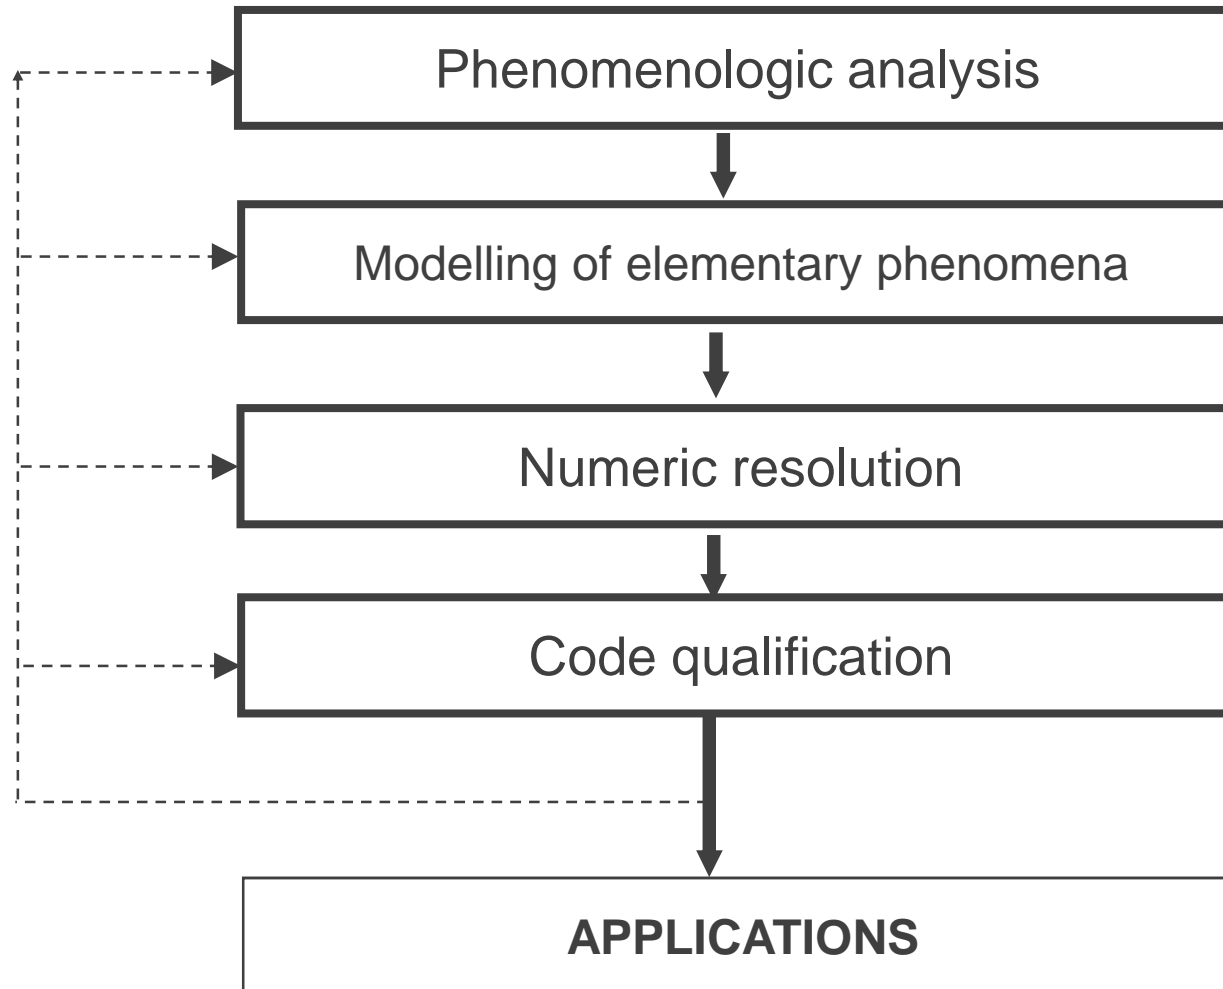 Phenomenologic analysis
Modelling of elementary phenomena
Numeric resolution
Code qualification
APPLICATIONS